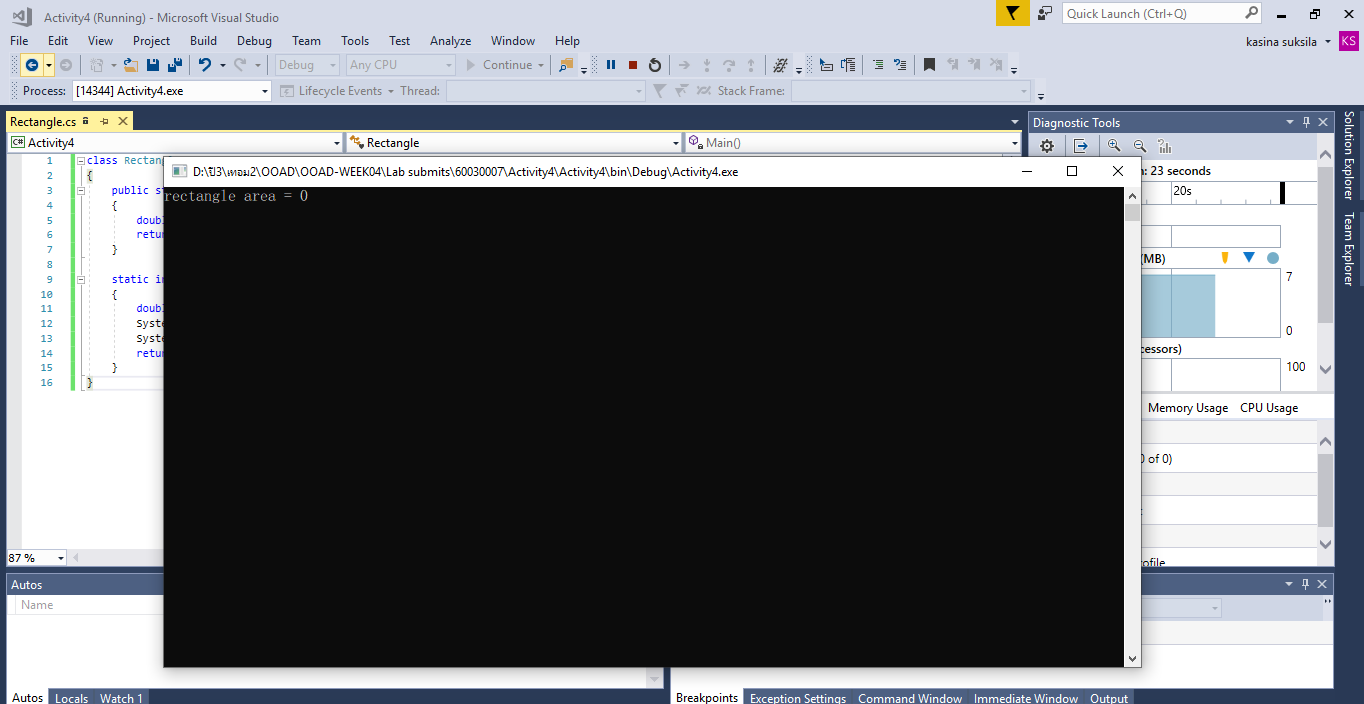 Activity4 (Running) - Microsoft Visual Studio
Quick Launch (Ctrl+Q)
File Edit View Project Build Debug Team Tools Test Analyze Window Help
kasina suksila KS
Debug Any CPU Continue
Process: [14344] Activity4.exe Lifecycle Events Thread: Stack Frame:
Rectangle.cs
C# Activity4 Rectangle Main()
Diagnostic Tools
D:\ปี3\เทอม2\OOAD\OOAD-WEEK04\Lab submits\60030007\Activity4\Activity4\bin\Debug\Activity4.exe
rectangle area = 0
1 class Rectang
2 {
3 public st
4 {
5 doubl
6 retur
7 }
8
9 static in
10 {
11 doubl
12 Syste
13 Syste
14 retur
15 }
16 }
87 %
: 23 seconds
20s
(MB)
7
0
cessors)
100
Memory Usage CPU Usage
0 of 0)
ofile
Solution Explorer
Team Explorer
Autos
Name
Autos Locals Watch 1
Breakpoints Exception Settings Command Window Immediate Window Output